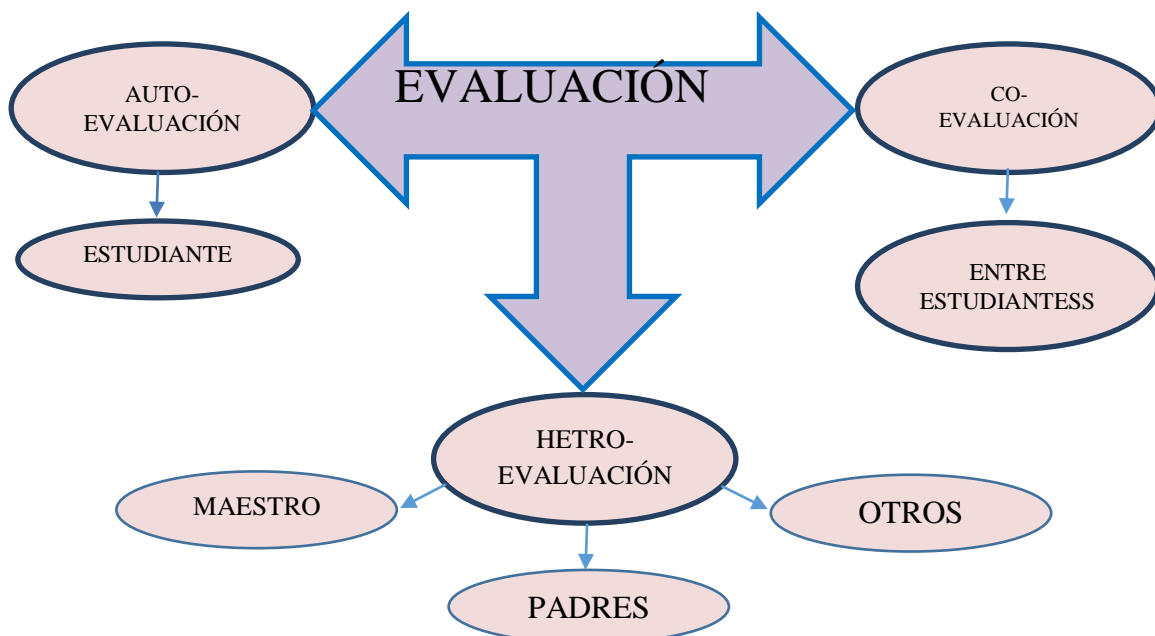 EVALUACIÓN
AUTO-
EVALUACIÓN
CO-
EVALUACIÓN
ESTUDIANTE
ENTRE
ESTUDIANTESS
HETRO-
EVALUACIÓN
MAESTRO
OTROS
PADRES